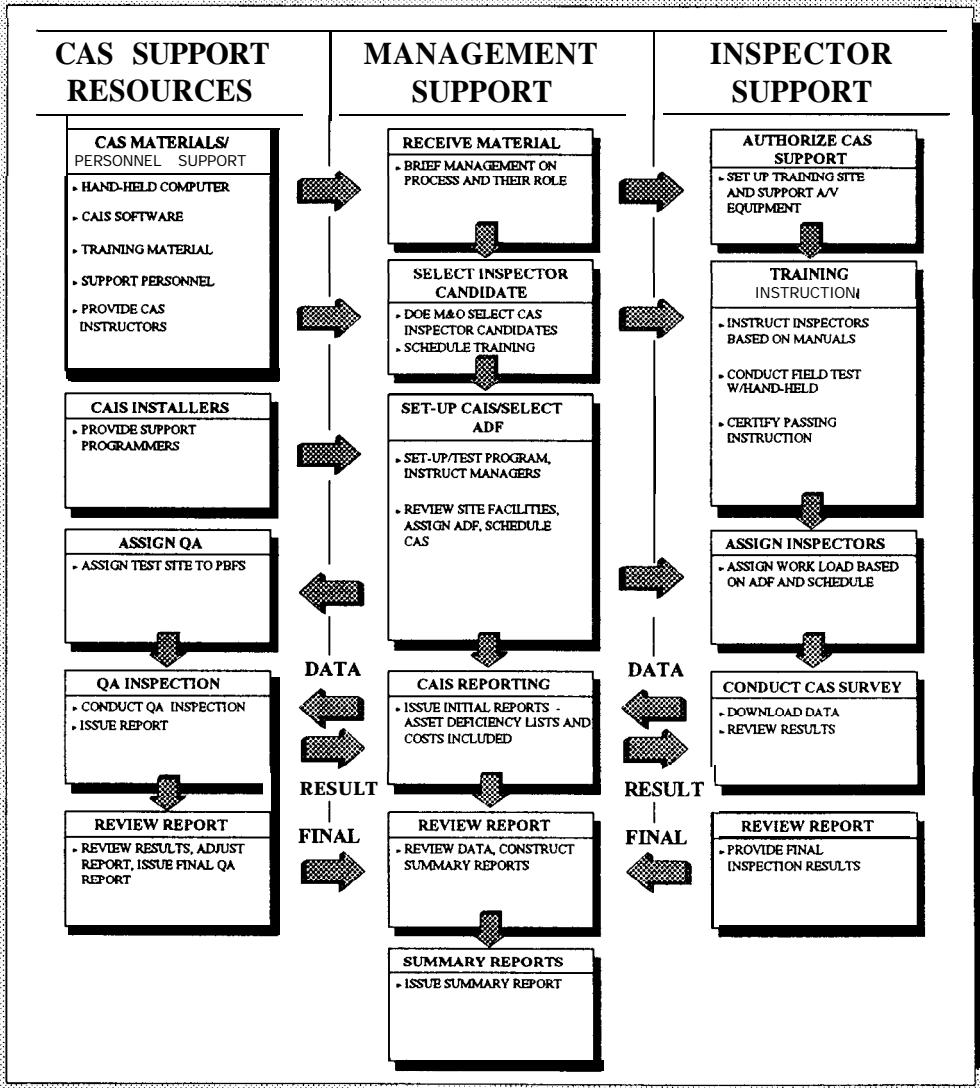 CAS SUPPORT
RESOURCES
CAS MATERIALS/
PERSONNEL SUPPORT
▸ HAND-HELD COMPUTER
▸ CAIS SOFTWARE
▸ TRAINING MATERIAL
▸ SUPPORT PERSONNEL
▸ PROVIDE CAS
INSTRUCTORS
CAIS INSTALLERS
▸ PROVIDE SUPPORT
PROGRAMMERS
ASSIGN QA
▸ ASSIGN TEST SITE TO PBFS
QA INSPECTION
▸ CONDUCT QA INSPECTION
▸ ISSUE REPORT
REVIEW REPORT
▸ REVIEW RESULTS, ADJUST
REPORT, ISSUE FINAL QA
REPORT
DATA
RESULT
FINAL
MANAGEMENT
SUPPORT
RECEIVE MATERIAL
▸ BRIEF MANAGEMENT ON
PROCESS AND THEIR ROLE
SELECT INSPECTOR
CANDIDATE
▸ DOE M&O SELECT CAS
INSPECTOR CANDIDATES
▸ SCHEDULE TRAINING
SET-UP CAIS/SELECT
ADF
▸ SET-UP/TEST PROGRAM,
INSTRUCT MANAGERS
▸ REVIEW SITE FACILITIES,
ASSIGN ADF, SCHEDULE
CAS
CAIS REPORTING
▸ ISSUE INITIAL REPORTS -
ASSET DEFICIENCY LISTS AND
COSTS INCLUDED
REVIEW REPORT
▸ REVIEW DATA, CONSTRUCT
SUMMARY REPORTS
SUMMARY REPORTS
▸ ISSUE SUMMARY REPORT
DATA
RESULT
FINAL
INSPECTOR
SUPPORT
AUTHORIZE CAS
SUPPORT
▸ SET UP TRAINING SITE
AND SUPPORT A/V
EQUIPMENT
TRAINING
INSTRUCTION
▸ INSTRUCT INSPECTORS
BASED ON MANUALS
▸ CONDUCT FIELD TEST
W/HAND-HELD
▸ CERTIFY PASSING
INSTRUCTION
ASSIGN INSPECTORS
▸ ASSIGN WORK LOAD BASED
ON ADF AND SCHEDULE
CONDUCT CAS SURVEY
▸ DOWNLOAD DATA
▸ REVIEW RESULTS
REVIEW REPORT
▸ PROVIDE FINAL
INSPECTION RESULTS